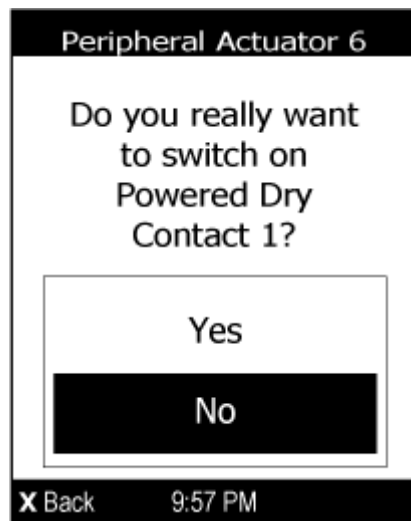 Peripheral Actuator 6
Do you really want
to switch on
Powered Dry
Contact 1?
Yes
No
X Back 9:57 PM